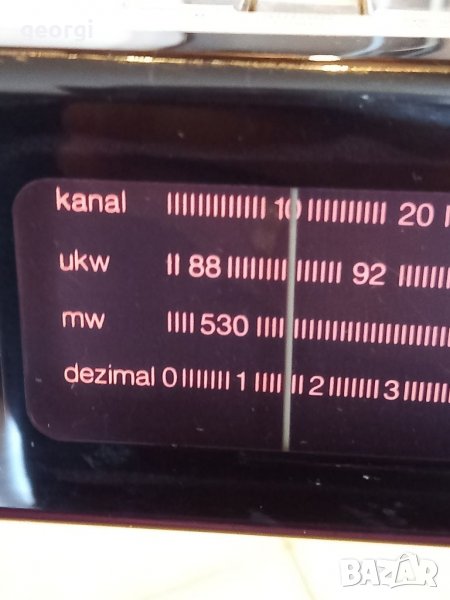 georgi
kanal 10 20
ukw 88 92
mw 530
dezimal 0 1 2 3
BAZAR